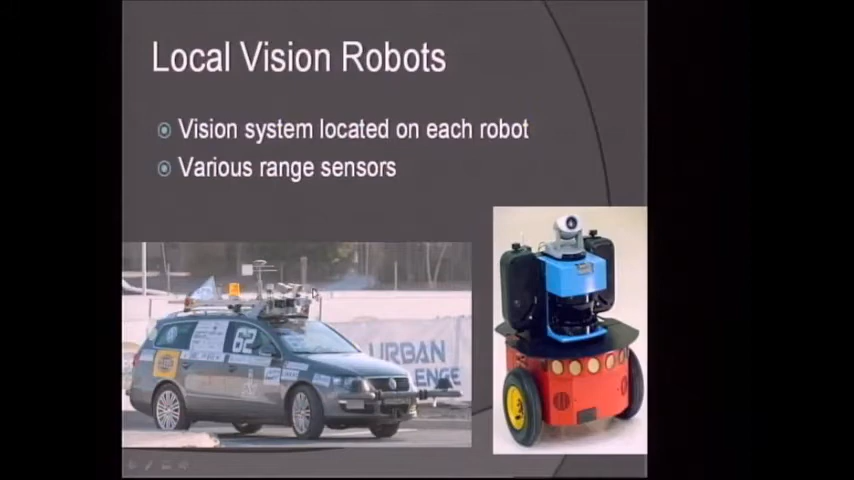 Local Vision Robots
Vision system located on each robot
Various range sensors
62
URBAN
ENGE